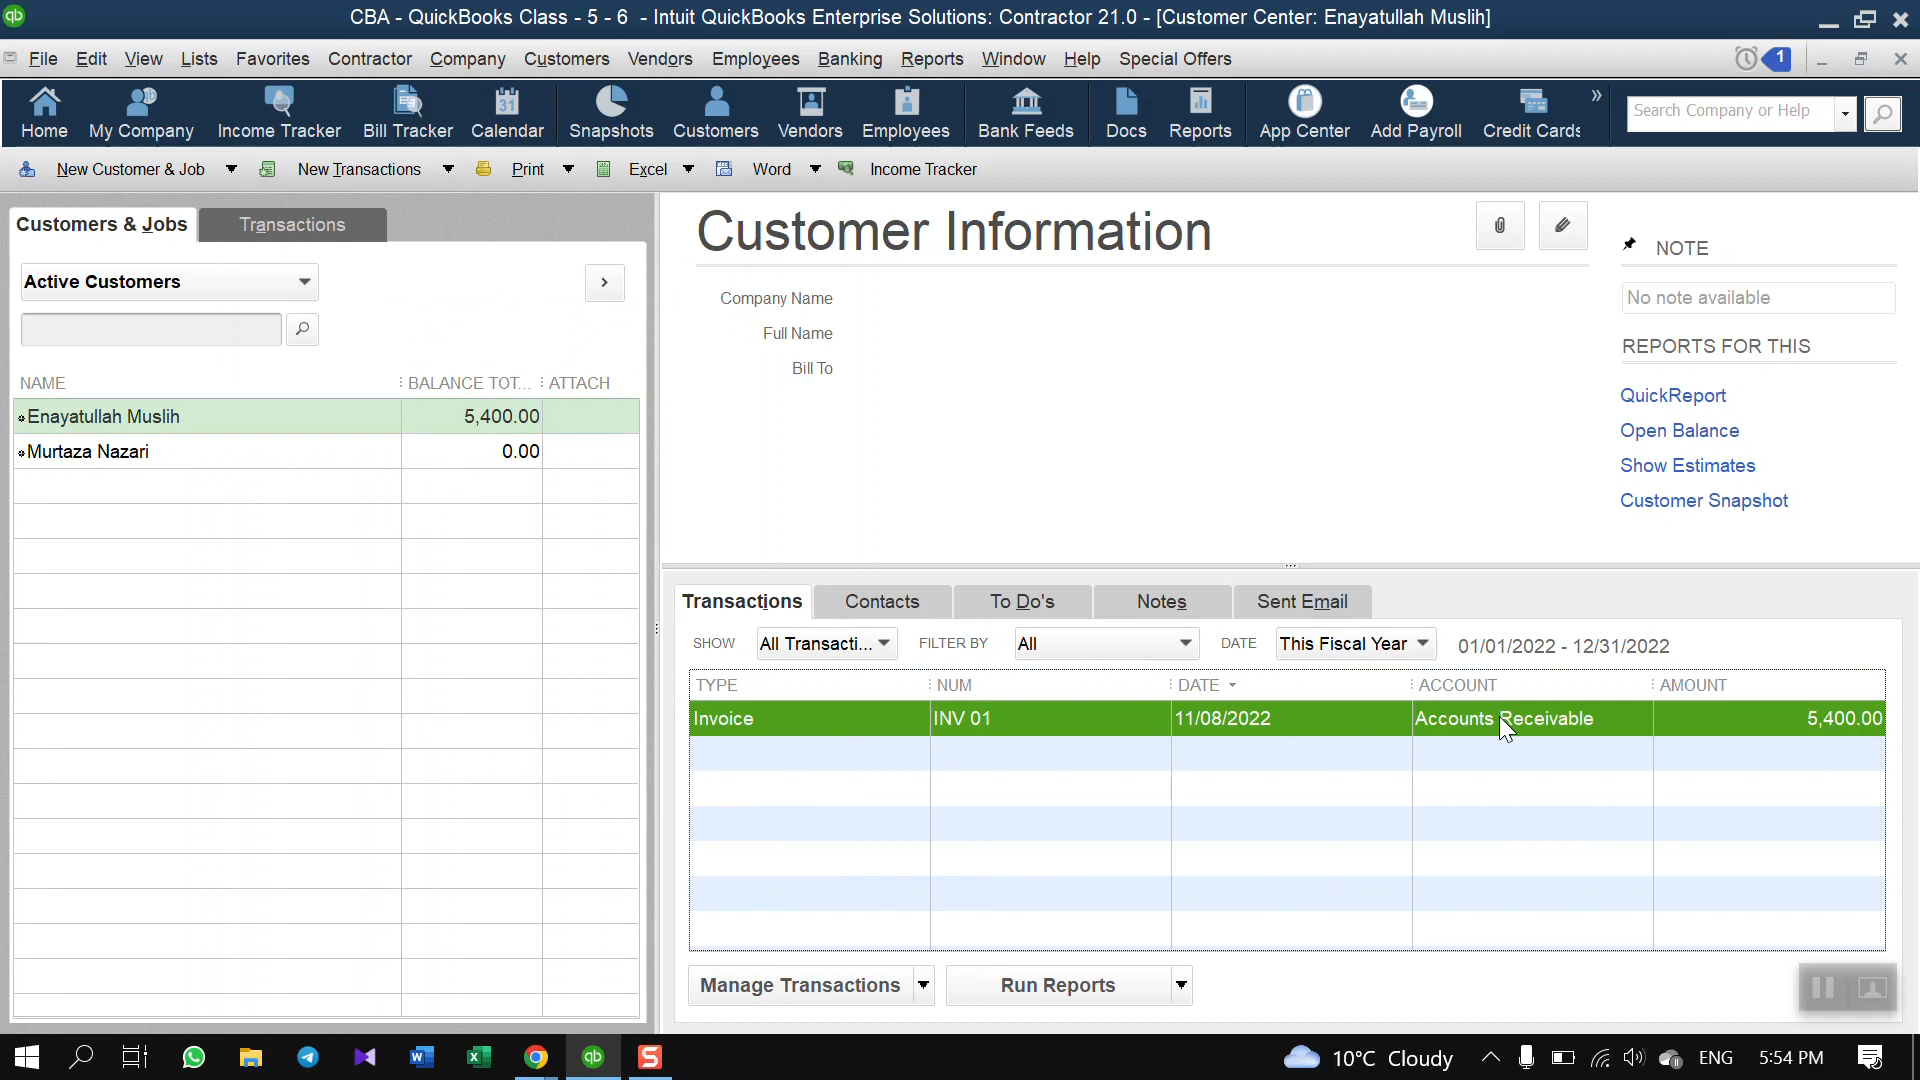 CBA - QuickBooks Class - 5 - 6  - Intuit QuickBooks Enterprise Solutions: Contractor 21.0 - [Customer Center: Enayatullah Muslih]
File Edit View Lists Favorites Contractor Company Customers Vendors Employees Banking Reports Window Help Special Offers 1
Home My Company Income Tracker Bill Tracker Calendar Snapshots Customers Vendors Employees Bank Feeds Docs Reports App Center Add Payroll Credit Cards » Search Company or Help
New Customer & Job New Transactions Print Excel Word Income Tracker
Customers & Jobs Transactions
Active Customers
NAME BALANCE TOT... ATTACH
Enayatullah Muslih 5,400.00
Murtaza Nazari 0.00
Customer Information
Company Name
Full Name
Bill To
NOTE
No note available
REPORTS FOR THIS
QuickReport
Open Balance
Show Estimates
Customer Snapshot
Transactions Contacts To Do's Notes Sent Email
SHOW All Transacti... FILTER BY All DATE This Fiscal Year 01/01/2022 - 12/31/2022
TYPE NUM DATE ACCOUNT AMOUNT
Invoice INV 01 11/08/2022 Accounts Receivable 5,400.00
Manage Transactions Run Reports
10°C Cloudy ENG 5:54 PM